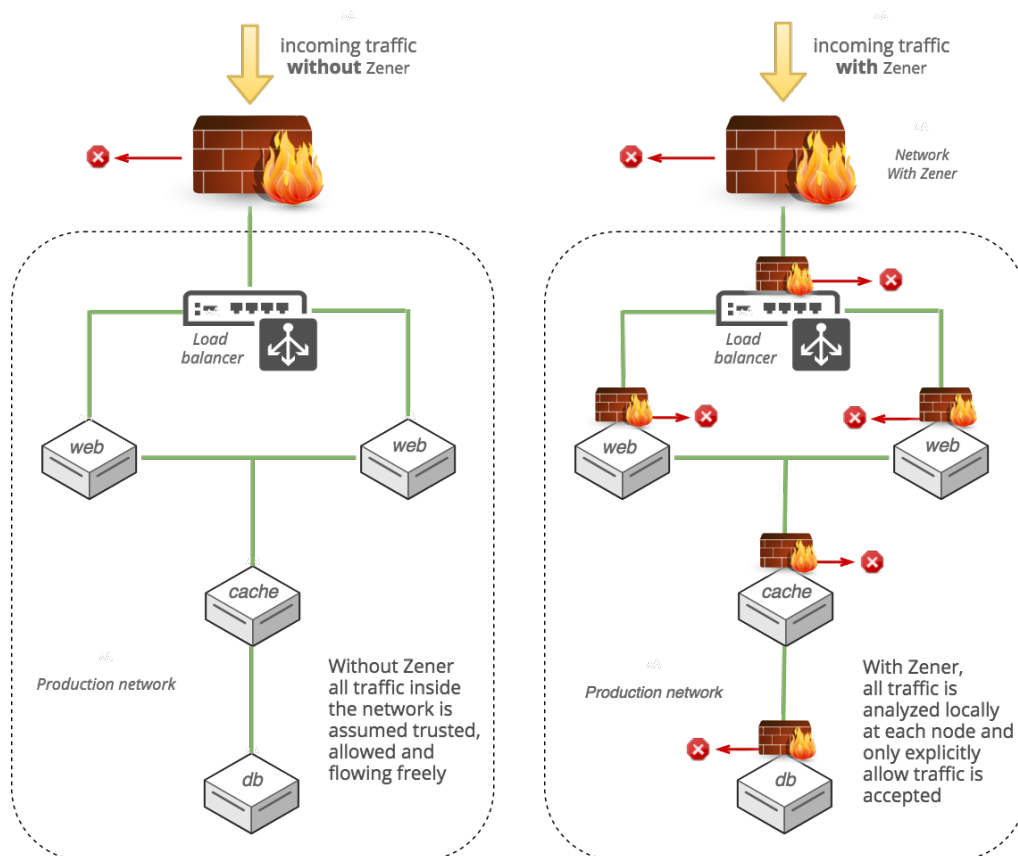 incoming traffic
without Zener
Load
balancer
web
web
cache
Production network
Without Zener
all traffic inside
the network is
assumed trusted,
allowed and
flowing freely
db
incoming traffic
with Zener
Network
With Zener
Load
balancer
web
web
cache
Production network
With Zener,
all traffic is
analyzed locally
at each node and
only explicitly
allow traffic is
accepted
db